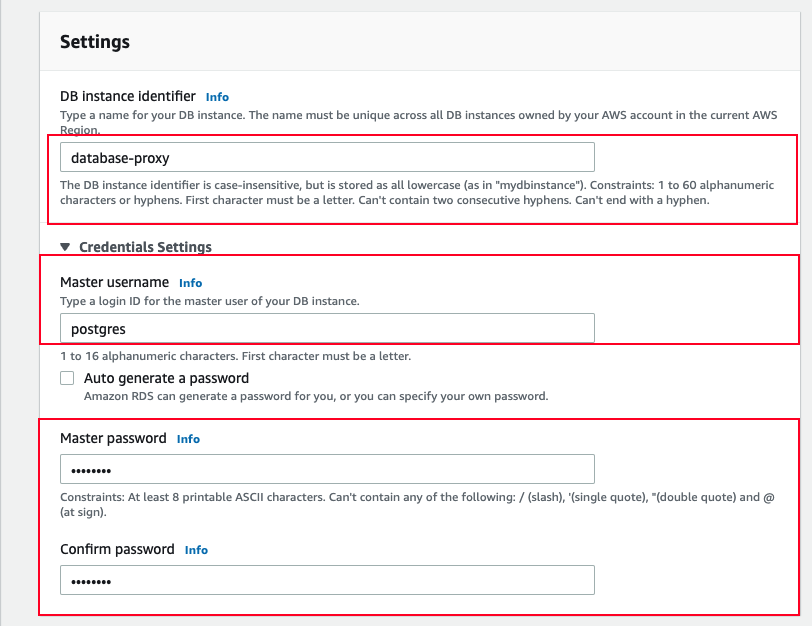 Settings
DB instance identifier Info
Type a name for your DB instance. The name must be unique across all DB instances owned by your AWS account in the current AWS
Region.
database-proxy
The DB instance identifier is case-insensitive, but is stored as all lowercase (as in "mydbinstance"). Constraints: 1 to 60 alphanumeric
characters or hyphens. First character must be a letter. Can't contain two consecutive hyphens. Can't end with a hyphen.
Credentials Settings
Master username Info
Type a login ID for the master user of your DB instance.
postgres
1 to 16 alphanumeric characters. First character must be a letter.
Auto generate a password
Amazon RDS can generate a password for you, or you can specify your own password.
Master password Info
••••••••
Constraints: At least 8 printable ASCII characters. Can't contain any of the following: / (slash), '(single quote), "(double quote) and @
(at sign).
Confirm password Info
••••••••